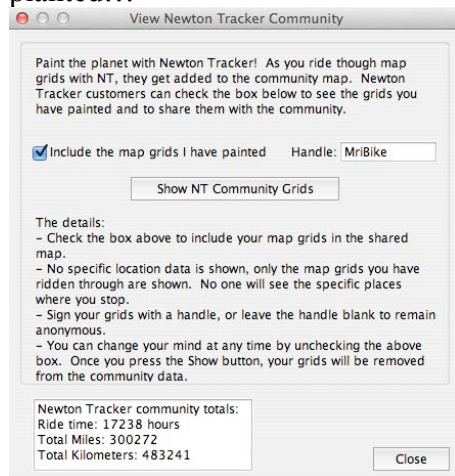 View Newton Tracker Community
Paint the planet with Newton Tracker! As you ride though map
grids with NT, they get added to the community map. Newton
Tracker customers can check the box below to see the grids you
have painted and to share them with the community.
Include the map grids I have painted Handle: MriBike
Show NT Community Grids
The details:
- Check the box above to include your map grids in the shared
map.
- No specific location data is shown, only the map grids you have
ridden through are shown. No one will see the specific places
where you stop.
- Sign your grids with a handle, or leave the handle blank to remain
anonymous.
- You can change your mind at any time by unchecking the above
box. Once you press the Show button, your grids will be removed
from the community data.
Newton Tracker community totals:
Ride time: 17238 hours
Total Miles: 300272
Total Kilometers: 483241
Close